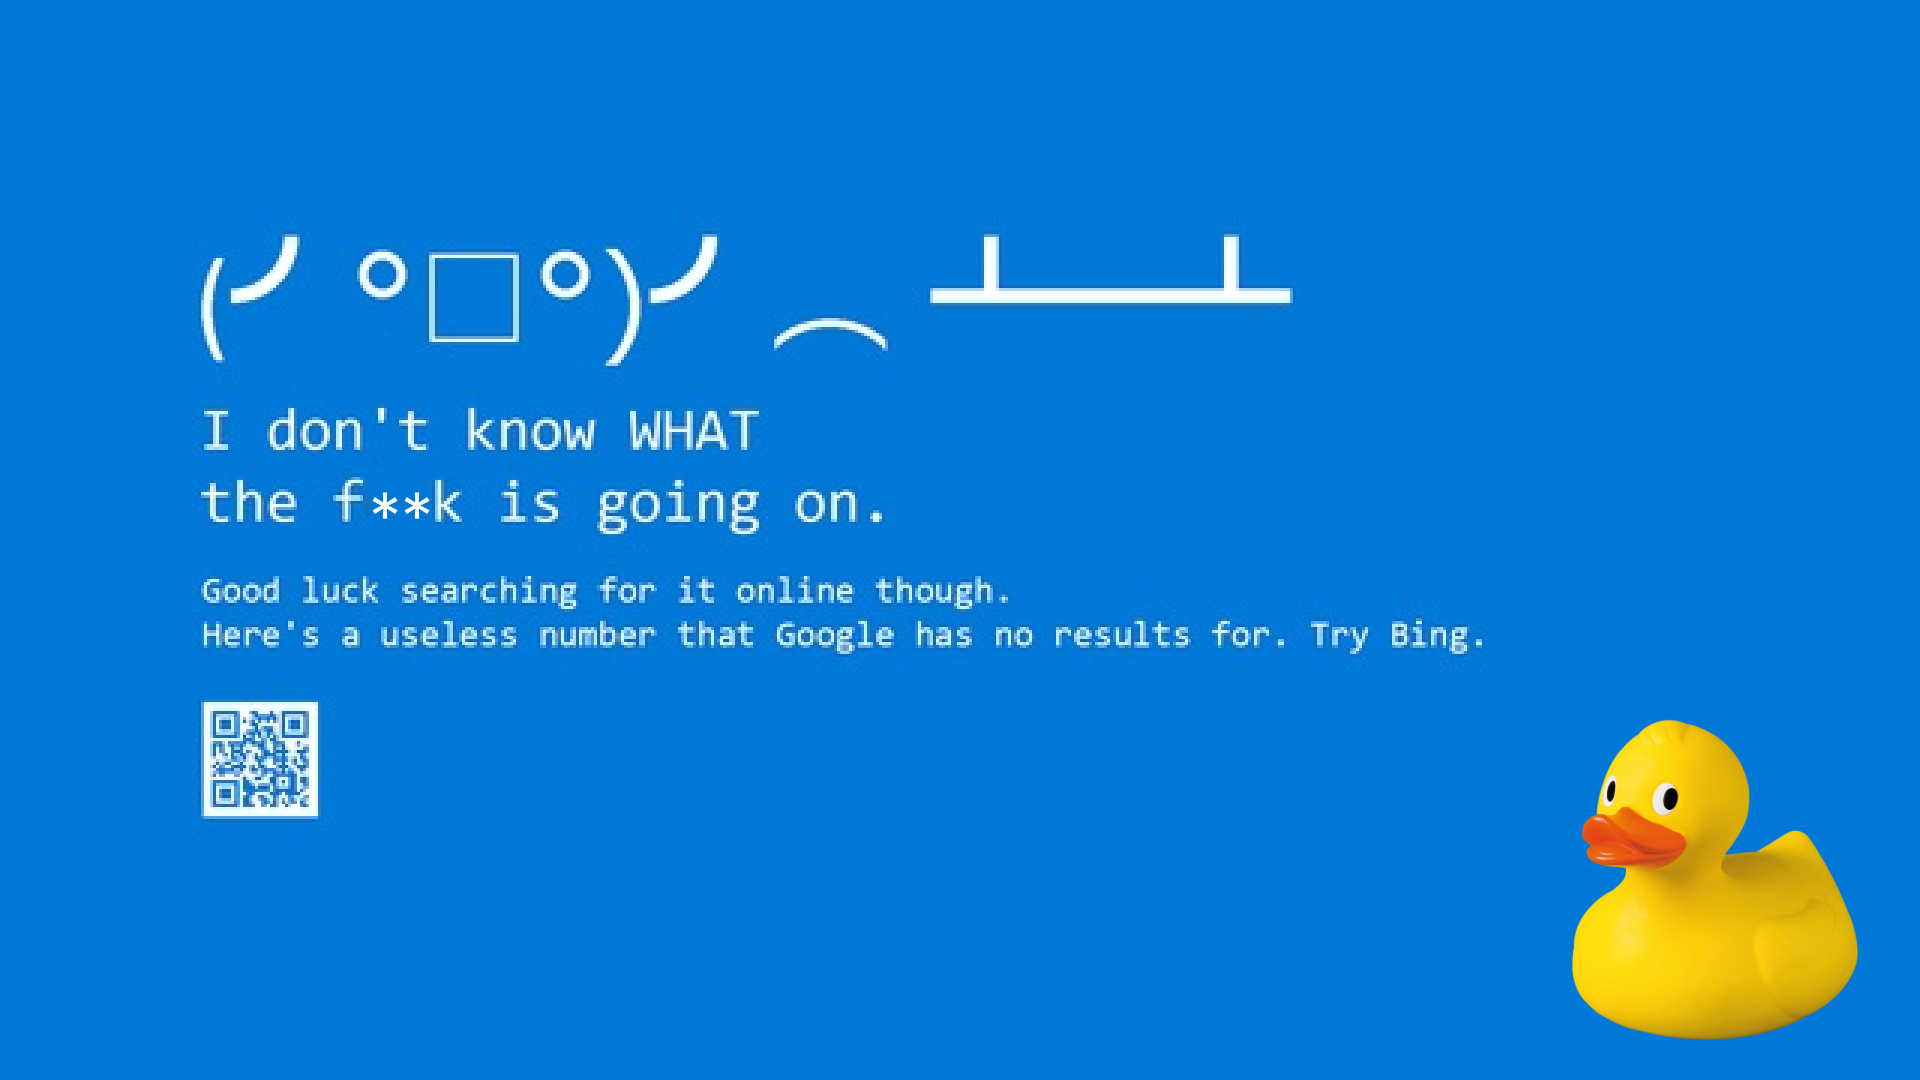 (╯°□°)╯︵ ┻━┻
I don't know WHAT
the f**k is going on.
Good luck searching for it online though.
Here's a useless number that Google has no results for. Try Bing.